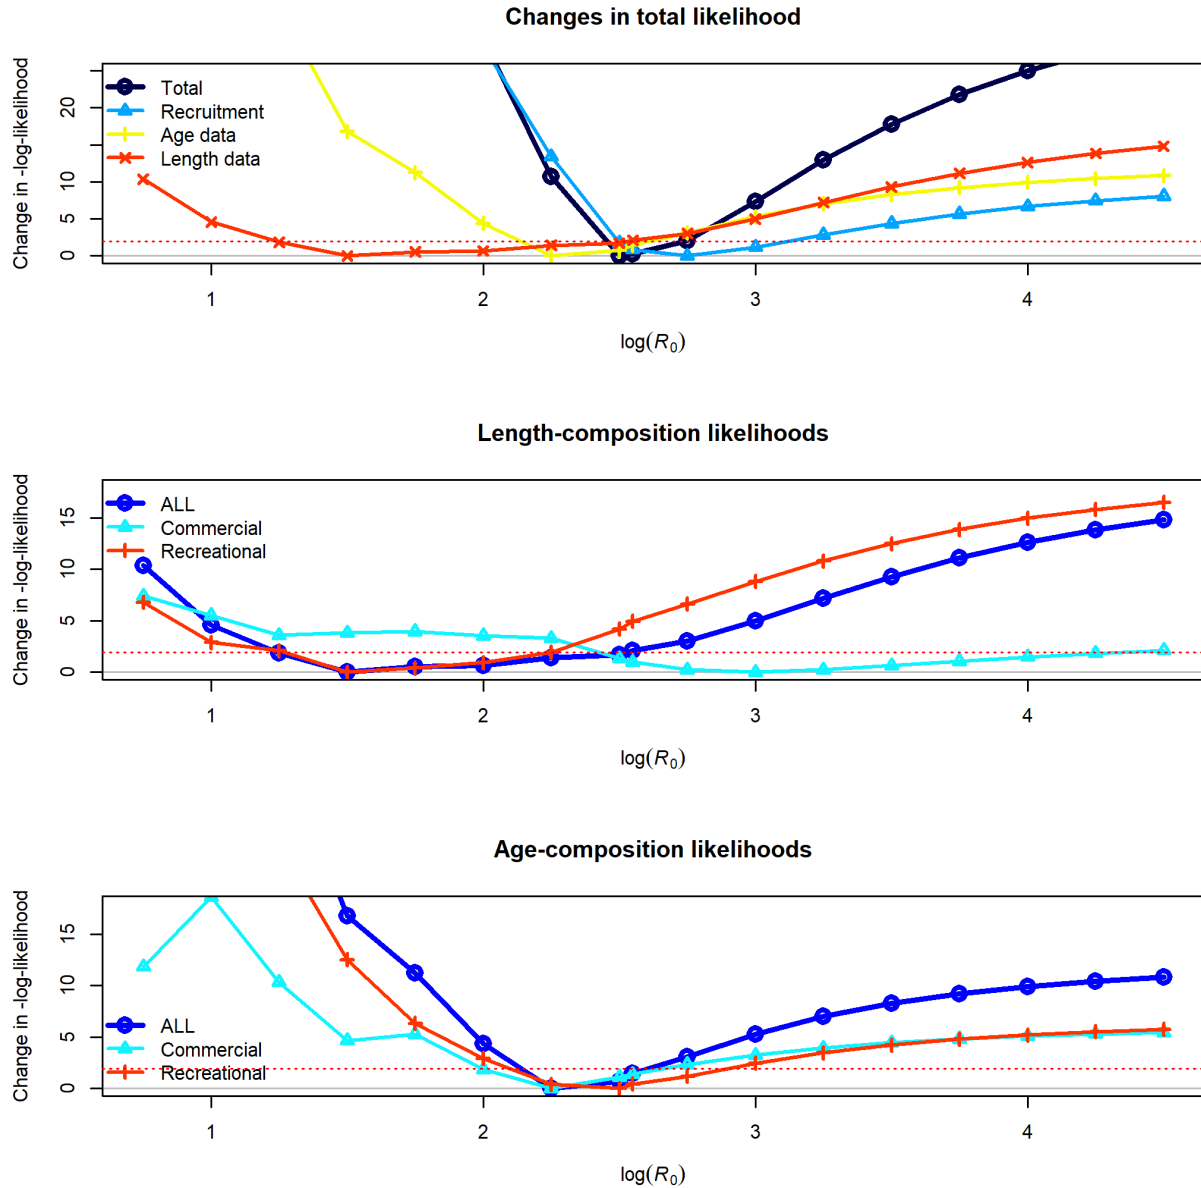 Changes in total likelihood
Change in -log-likelihood
0
5
10
20
Total
Recruitment
Age data
Length data
1
2
3
4
log(R₀)
Length-composition likelihoods
Change in -log-likelihood
0
5
10
15
ALL
Commercial
Recreational
1
2
3
4
log(R₀)
Age-composition likelihoods
Change in -log-likelihood
0
5
10
15
ALL
Commercial
Recreational
1
2
3
4
log(R₀)